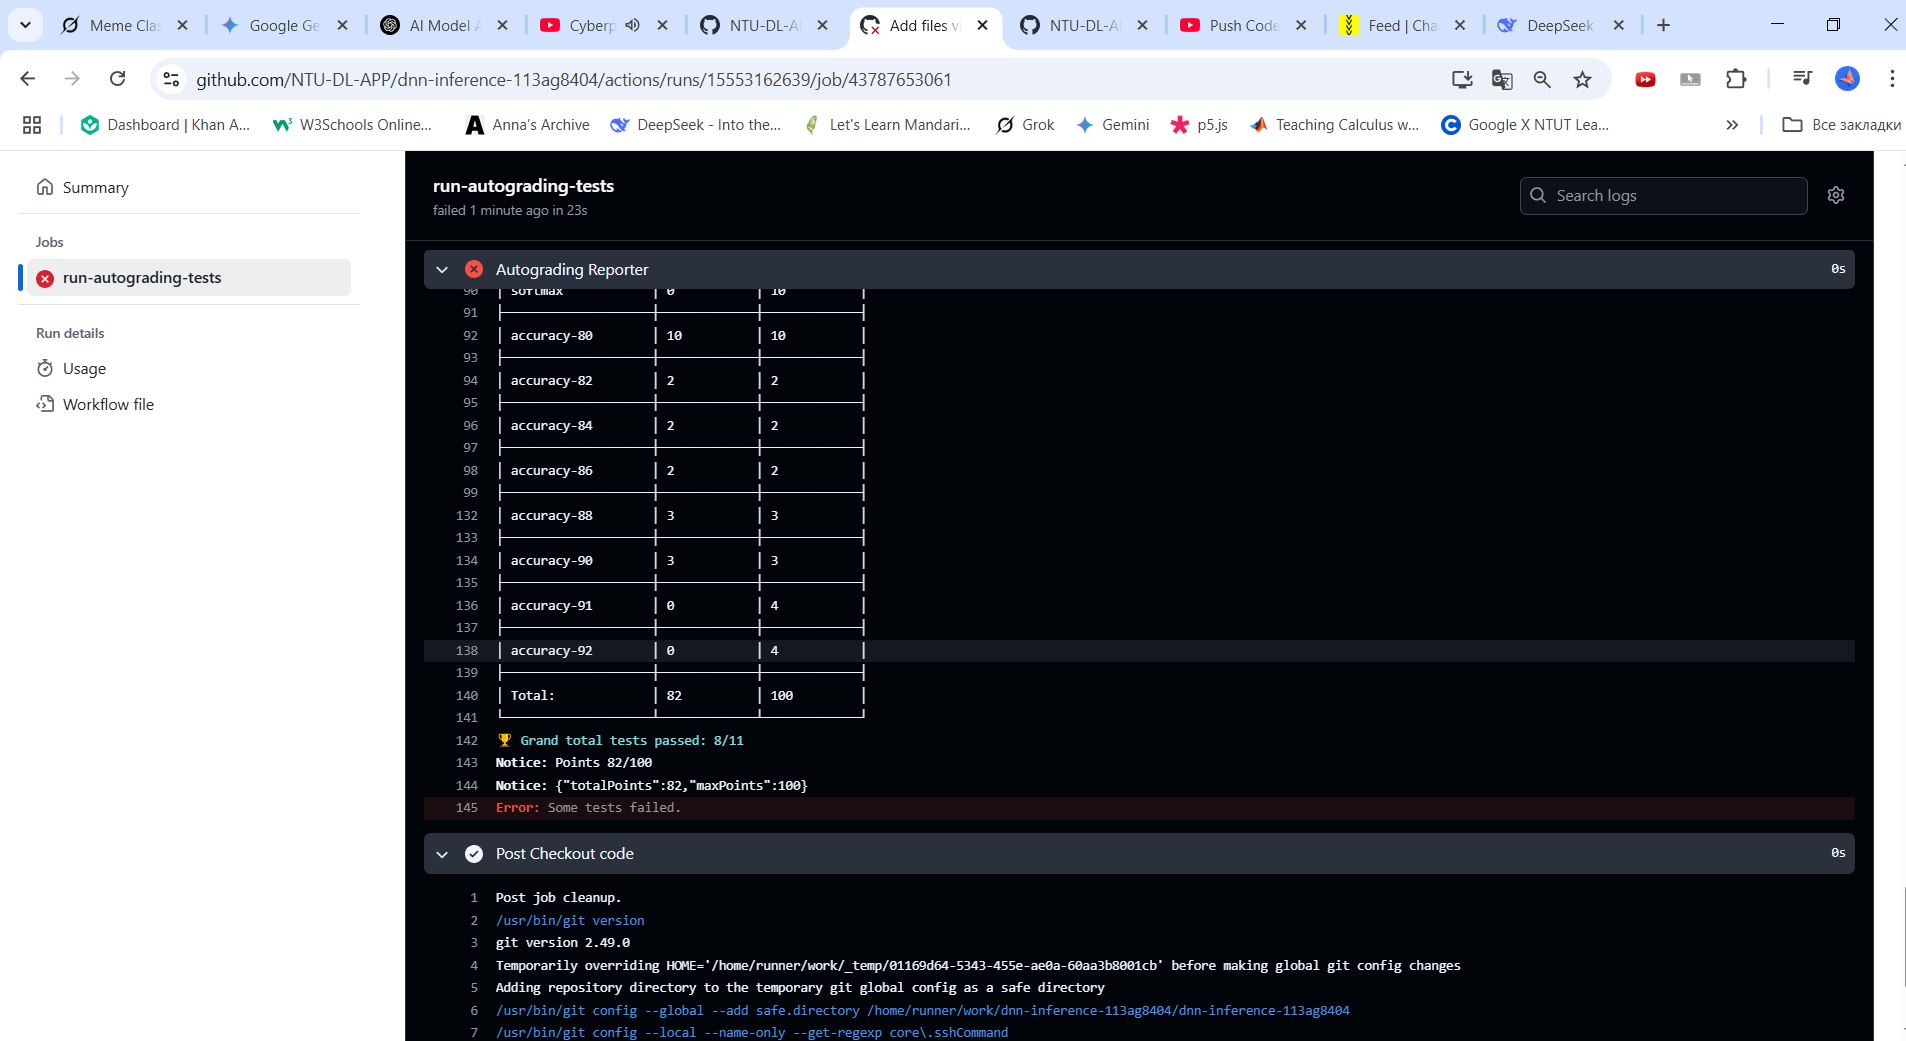 Meme Clas
Google Ge
AI Model A
Cyberp
NTU-DL-A
Add files vi
NTU-DL-A
Push Code
Feed | Cha
DeepSeek
github.com/NTU-DL-APP/dnn-inference-113ag8404/actions/runs/15553162639/job/43787653061
Dashboard | Khan A...
W3Schools Online...
Anna's Archive
DeepSeek - Into the...
Let's Learn Mandari...
Grok
Gemini
p5.js
Teaching Calculus w...
Google X NTUT Lea...
Все закладки
Summary
Jobs
run-autograding-tests
Run details
Usage
Workflow file
run-autograding-tests
failed 1 minute ago in 23s
Search logs
Autograding Reporter 0s
90 | softmax | 0 | 10 |
91
92 | accuracy-80 | 10 | 10 |
93
94 | accuracy-82 | 2 | 2 |
95
96 | accuracy-84 | 2 | 2 |
97
98 | accuracy-86 | 2 | 2 |
99
132 | accuracy-88 | 3 | 3 |
133
134 | accuracy-90 | 3 | 3 |
135
136 | accuracy-91 | 0 | 4 |
137
138 | accuracy-92 | 0 | 4 |
139
140 | Total: | 82 | 100 |
141
142 🏆 Grand total tests passed: 8/11
143 Notice: Points 82/100
144 Notice: {"totalPoints":82,"maxPoints":100}
145 Error: Some tests failed.
Post Checkout code 0s
1 Post job cleanup.
2 /usr/bin/git version
3 git version 2.49.0
4 Temporarily overriding HOME='/home/runner/work/_temp/01169d64-5343-455e-ae0a-60aa3b8001cb' before making global git config changes
5 Adding repository directory to the temporary git global config as a safe directory
6 /usr/bin/git config --global --add safe.directory /home/runner/work/dnn-inference-113ag8404/dnn-inference-113ag8404
7 /usr/bin/git config --local --name-only --get-regexp core\.sshCommand